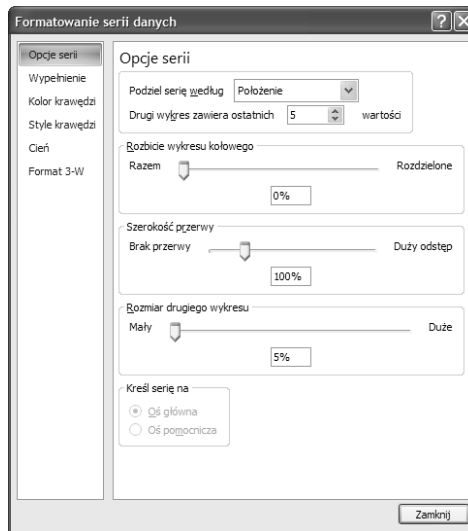 Formatowanie serii danych
Opcje serii
Wypełnienie
Kolor krawędzi
Style krawędzi
Cień
Format 3-W
Opcje serii
Podziel serię według Położenie
Drugi wykres zawiera ostatnich 5 wartości
Rozbicie wykresu kołowego
Razem Rozdzielone
0%
Szerokość przerwy
Brak przerwy Duży odstęp
100%
Rozmiar drugiego wykresu
Mały Duże
5%
Kreśl serię na
Oś główna
Oś pomocnicza
Zamknij